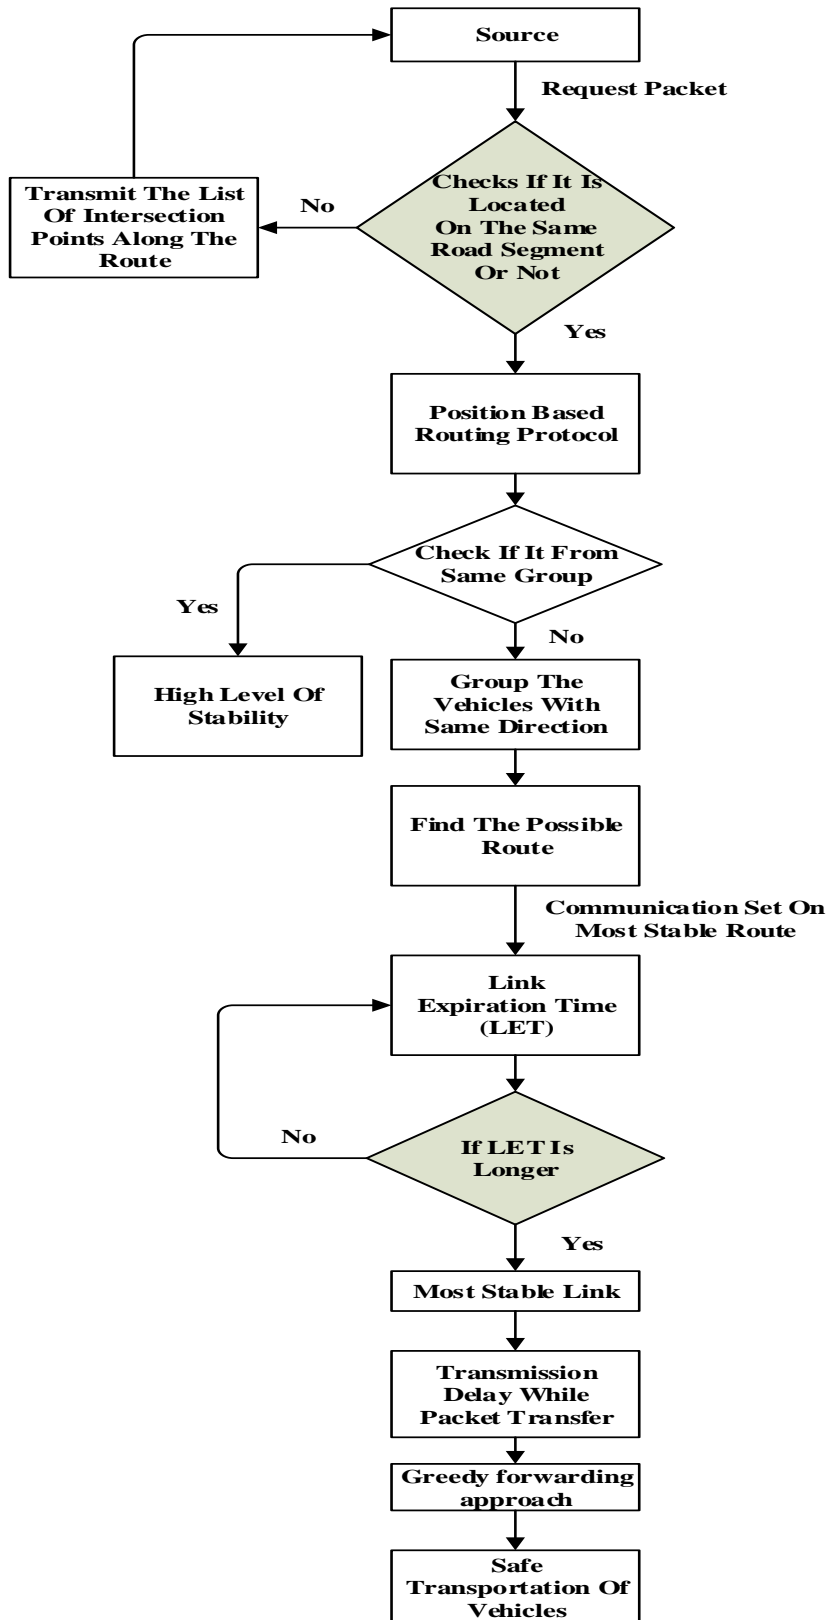 Source
Request Packet
Checks If It Is
Located
On The Same
Road Segment
Or Not
No
Transmit The List
Of Intersection
Points Along The
Route
Yes
Position Based
Routing Protocol
Check If It From
Same Group
Yes
No
High Level Of
Stability
Group The
Vehicles With
Same Direction
Find The Possible
Route
Communication Set On
Most Stable Route
Link
Expiration Time
(LET)
No
If LET Is
Longer
Yes
Most Stable Link
Transmission
Delay While
Packet Transfer
Greedy forwarding
approach
Safe
Transportation Of
Vehicles